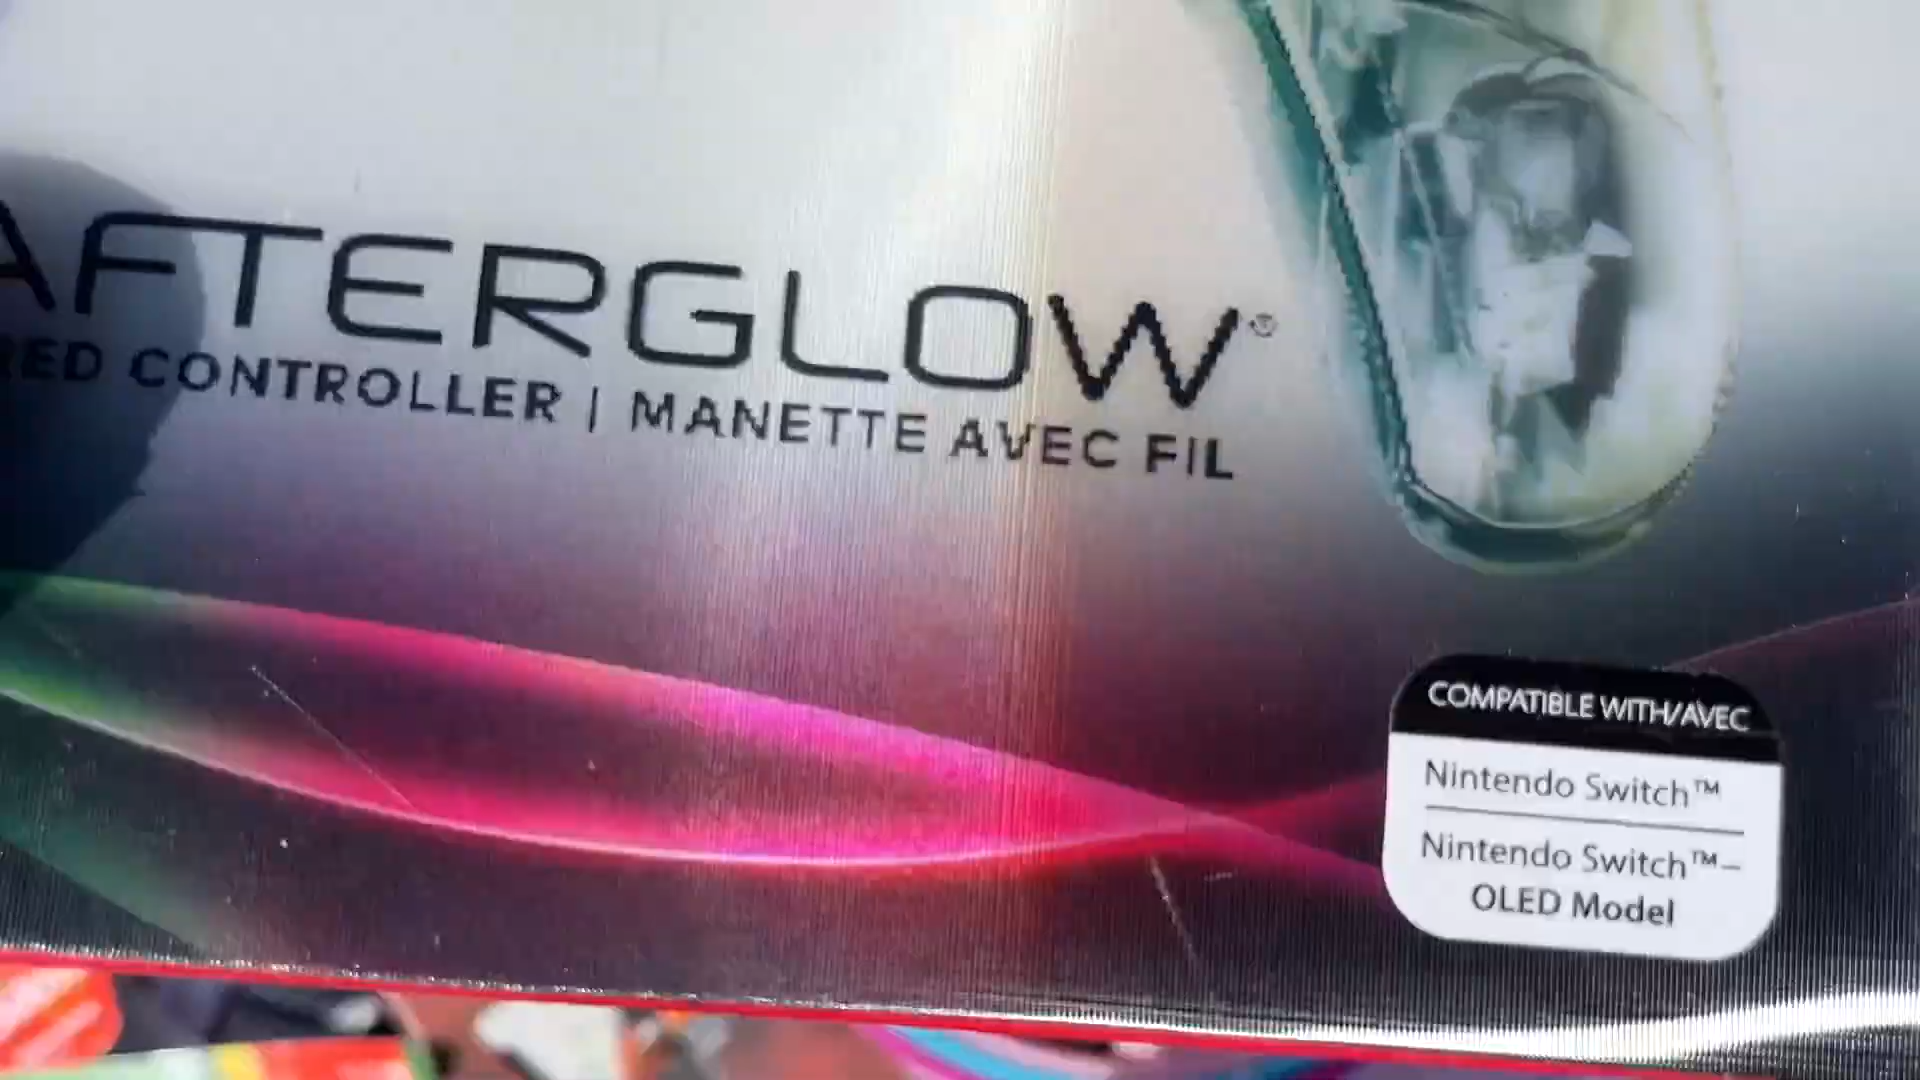 AFTERGLOW®
RED CONTROLLER | MANETTE AVEC FIL
COMPATIBLE WITH/AVEC
Nintendo Switch™
Nintendo Switch™–
OLED Model